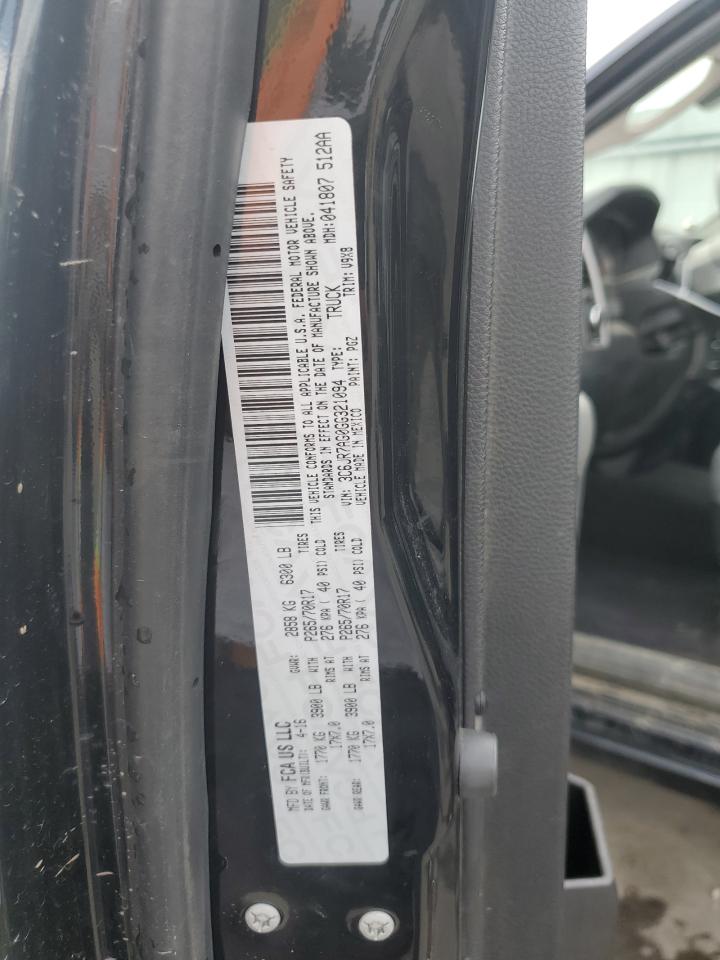 MFD BY FCA US LLC
DATE OF MFR(BUILT): 4-16 GVWR: 2858 KG 6300 LB
GAWR FRONT: 1770 KG 3900 LB WITH P265/70R17 TIRES
17X7.0 RIMS AT 276 KPA ( 40 PSI) COLD
GAWR REAR: 1770 KG 3900 LB WITH P265/70R17 TIRES
17X7.0 RIMS AT 276 KPA ( 40 PSI) COLD
THIS VEHICLE CONFORMS TO ALL APPLICABLE U.S.A. FEDERAL MOTOR VEHICLE SAFETY
STANDARDS IN EFFECT ON THE DATE OF MANUFACTURE SHOWN ABOVE.
MDH: 041807 512AA
VIN: 3C6JR7AG0GG321094 TYPE: TRUCK
VEHICLE MADE IN MEXICO PAINT: PGZ TRIM: V9X8